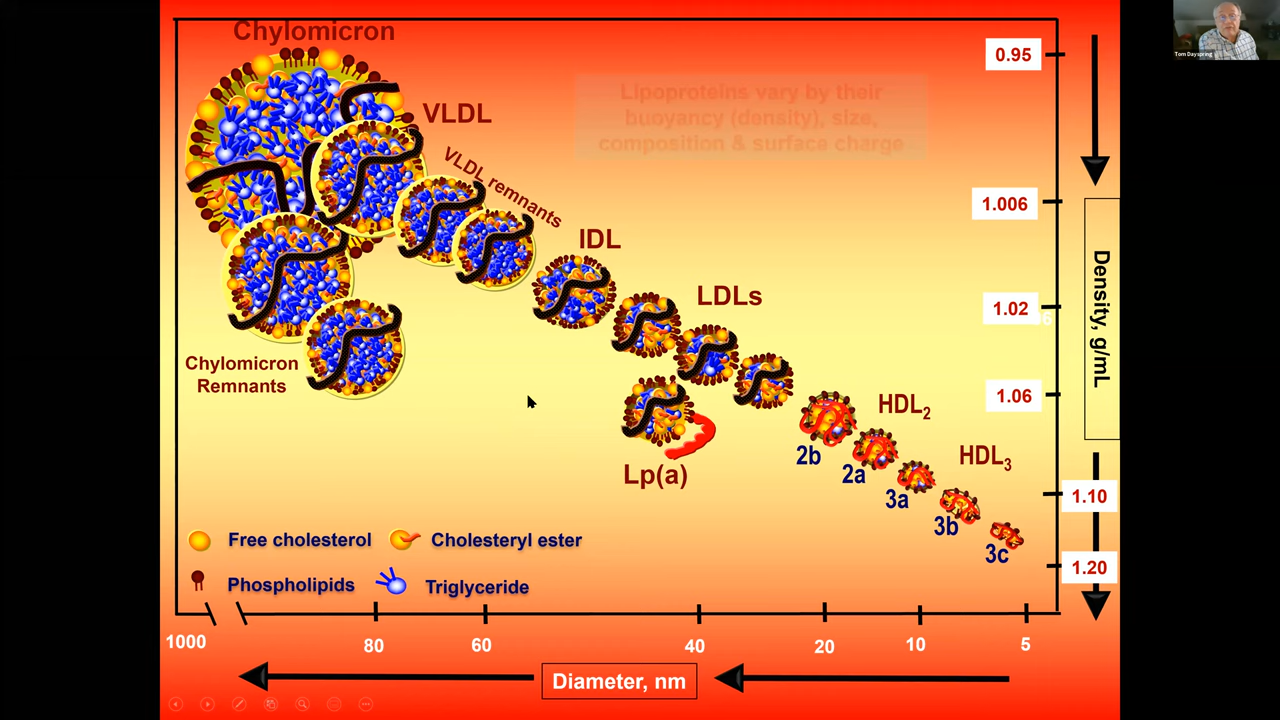 Chylomicron
VLDL
VLDL remnants
IDL
LDLs
Lipoproteins vary by their
buoyancy (density), size,
composition & surface charge
Chylomicron
Remnants
Lp(a)
HDL2
HDL3
2b
2a
3a
3b
3c
Free cholesterol
Cholesteryl ester
Phospholipids
Triglyceride
0.95
1.006
1.02
1.06
1.10
1.20
Density, g/mL
1000
80
60
40
20
10
5
Diameter, nm
Tom Dayspring